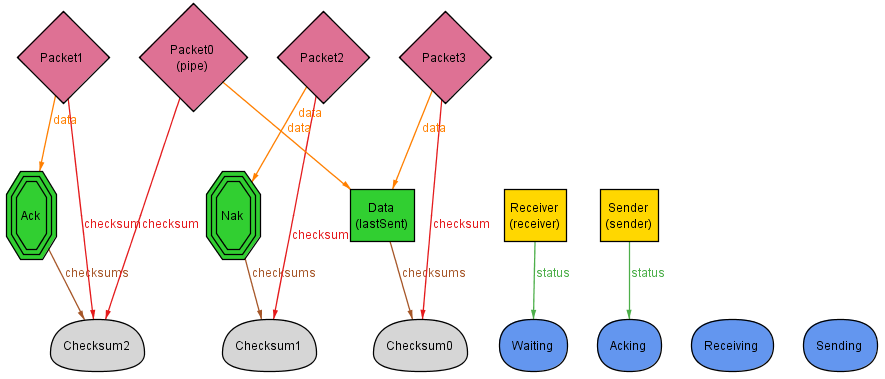 Packet1
Packet0
(pipe)
Packet2
Packet3
data
data
data
data
Ack
Nak
Data
(lastSent)
Receiver
(receiver)
Sender
(sender)
checksum
checksum
checksum
checksum
checksums
checksums
checksums
status
status
Checksum2
Checksum1
Checksum0
Waiting
Acking
Receiving
Sending